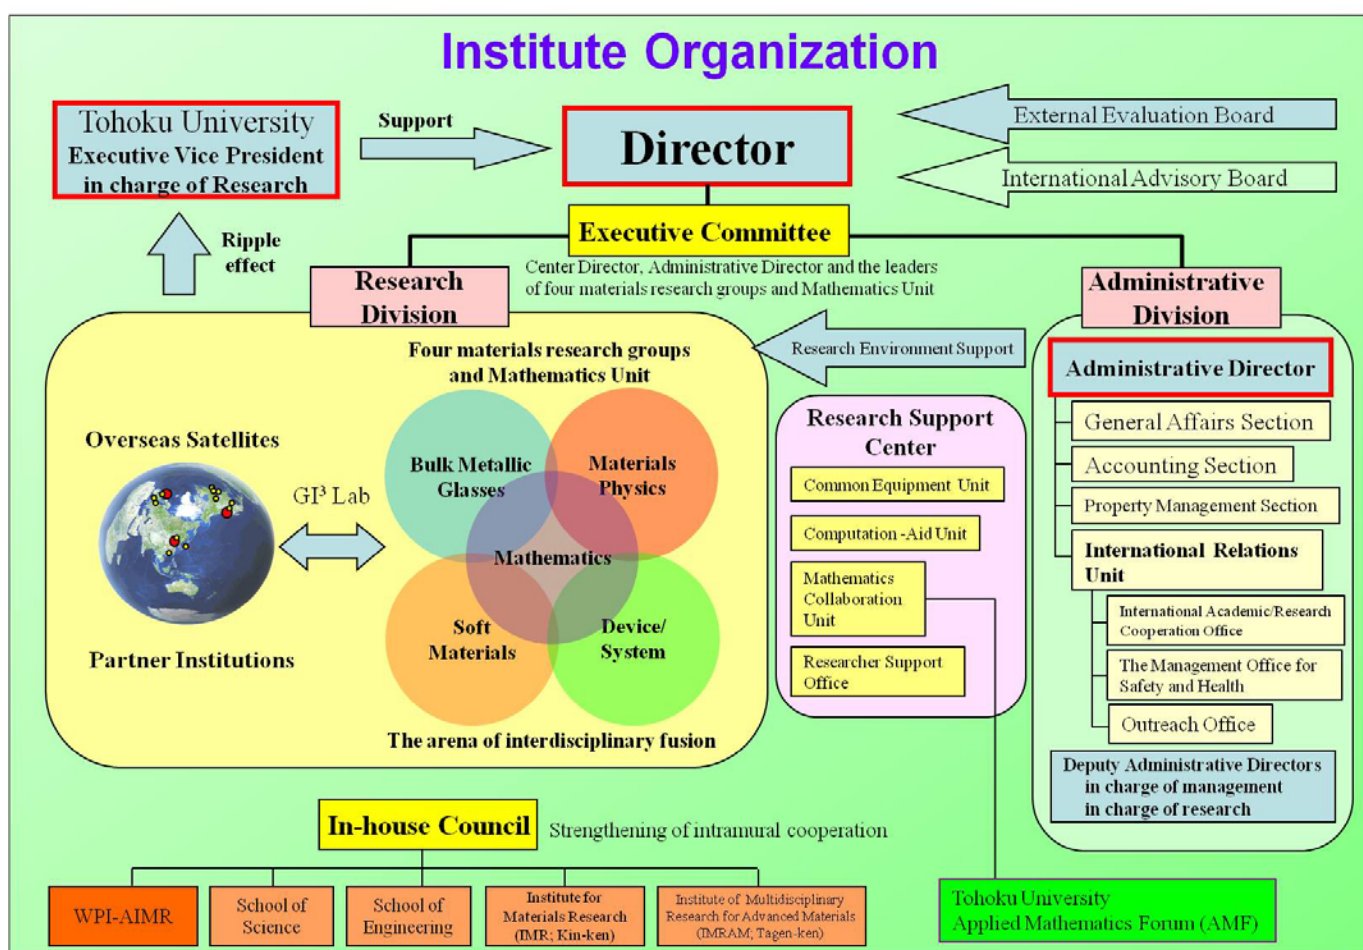 Institute Organization
Tohoku University
Executive Vice President
in charge of Research
Support
Director
External Evaluation Board
International Advisory Board
Ripple
effect
Executive Committee
Center Director, Administrative Director and the leaders
of four materials research groups and Mathematics Unit
Research
Division
Administrative
Division
Four materials research groups
and Mathematics Unit
Research Environment Support
Administrative Director
General Affairs Section
Accounting Section
Property Management Section
International Relations
Unit
International Academic/Research
Cooperation Office
The Management Office for
Safety and Health
Outreach Office
Deputy Administrative Directors
in charge of management
in charge of research
Overseas Satellites
GI³ Lab
Partner Institutions
Bulk Metallic
Glasses
Materials
Physics
Mathematics
Soft
Materials
Device/
System
The arena of interdisciplinary fusion
Research Support
Center
Common Equipment Unit
Computation -Aid Unit
Mathematics
Collaboration
Unit
Researcher Support
Office
In-house Council
Strengthening of intramural cooperation
WPI-AIMR
School of
Science
School of
Engineering
Institute for
Materials Research
(IMR; Kin-ken)
Institute of Multidisciplinary
Research for Advanced Materials
(IMRAM; Tagen-ken)
Tohoku University
Applied Mathematics Forum (AMF)